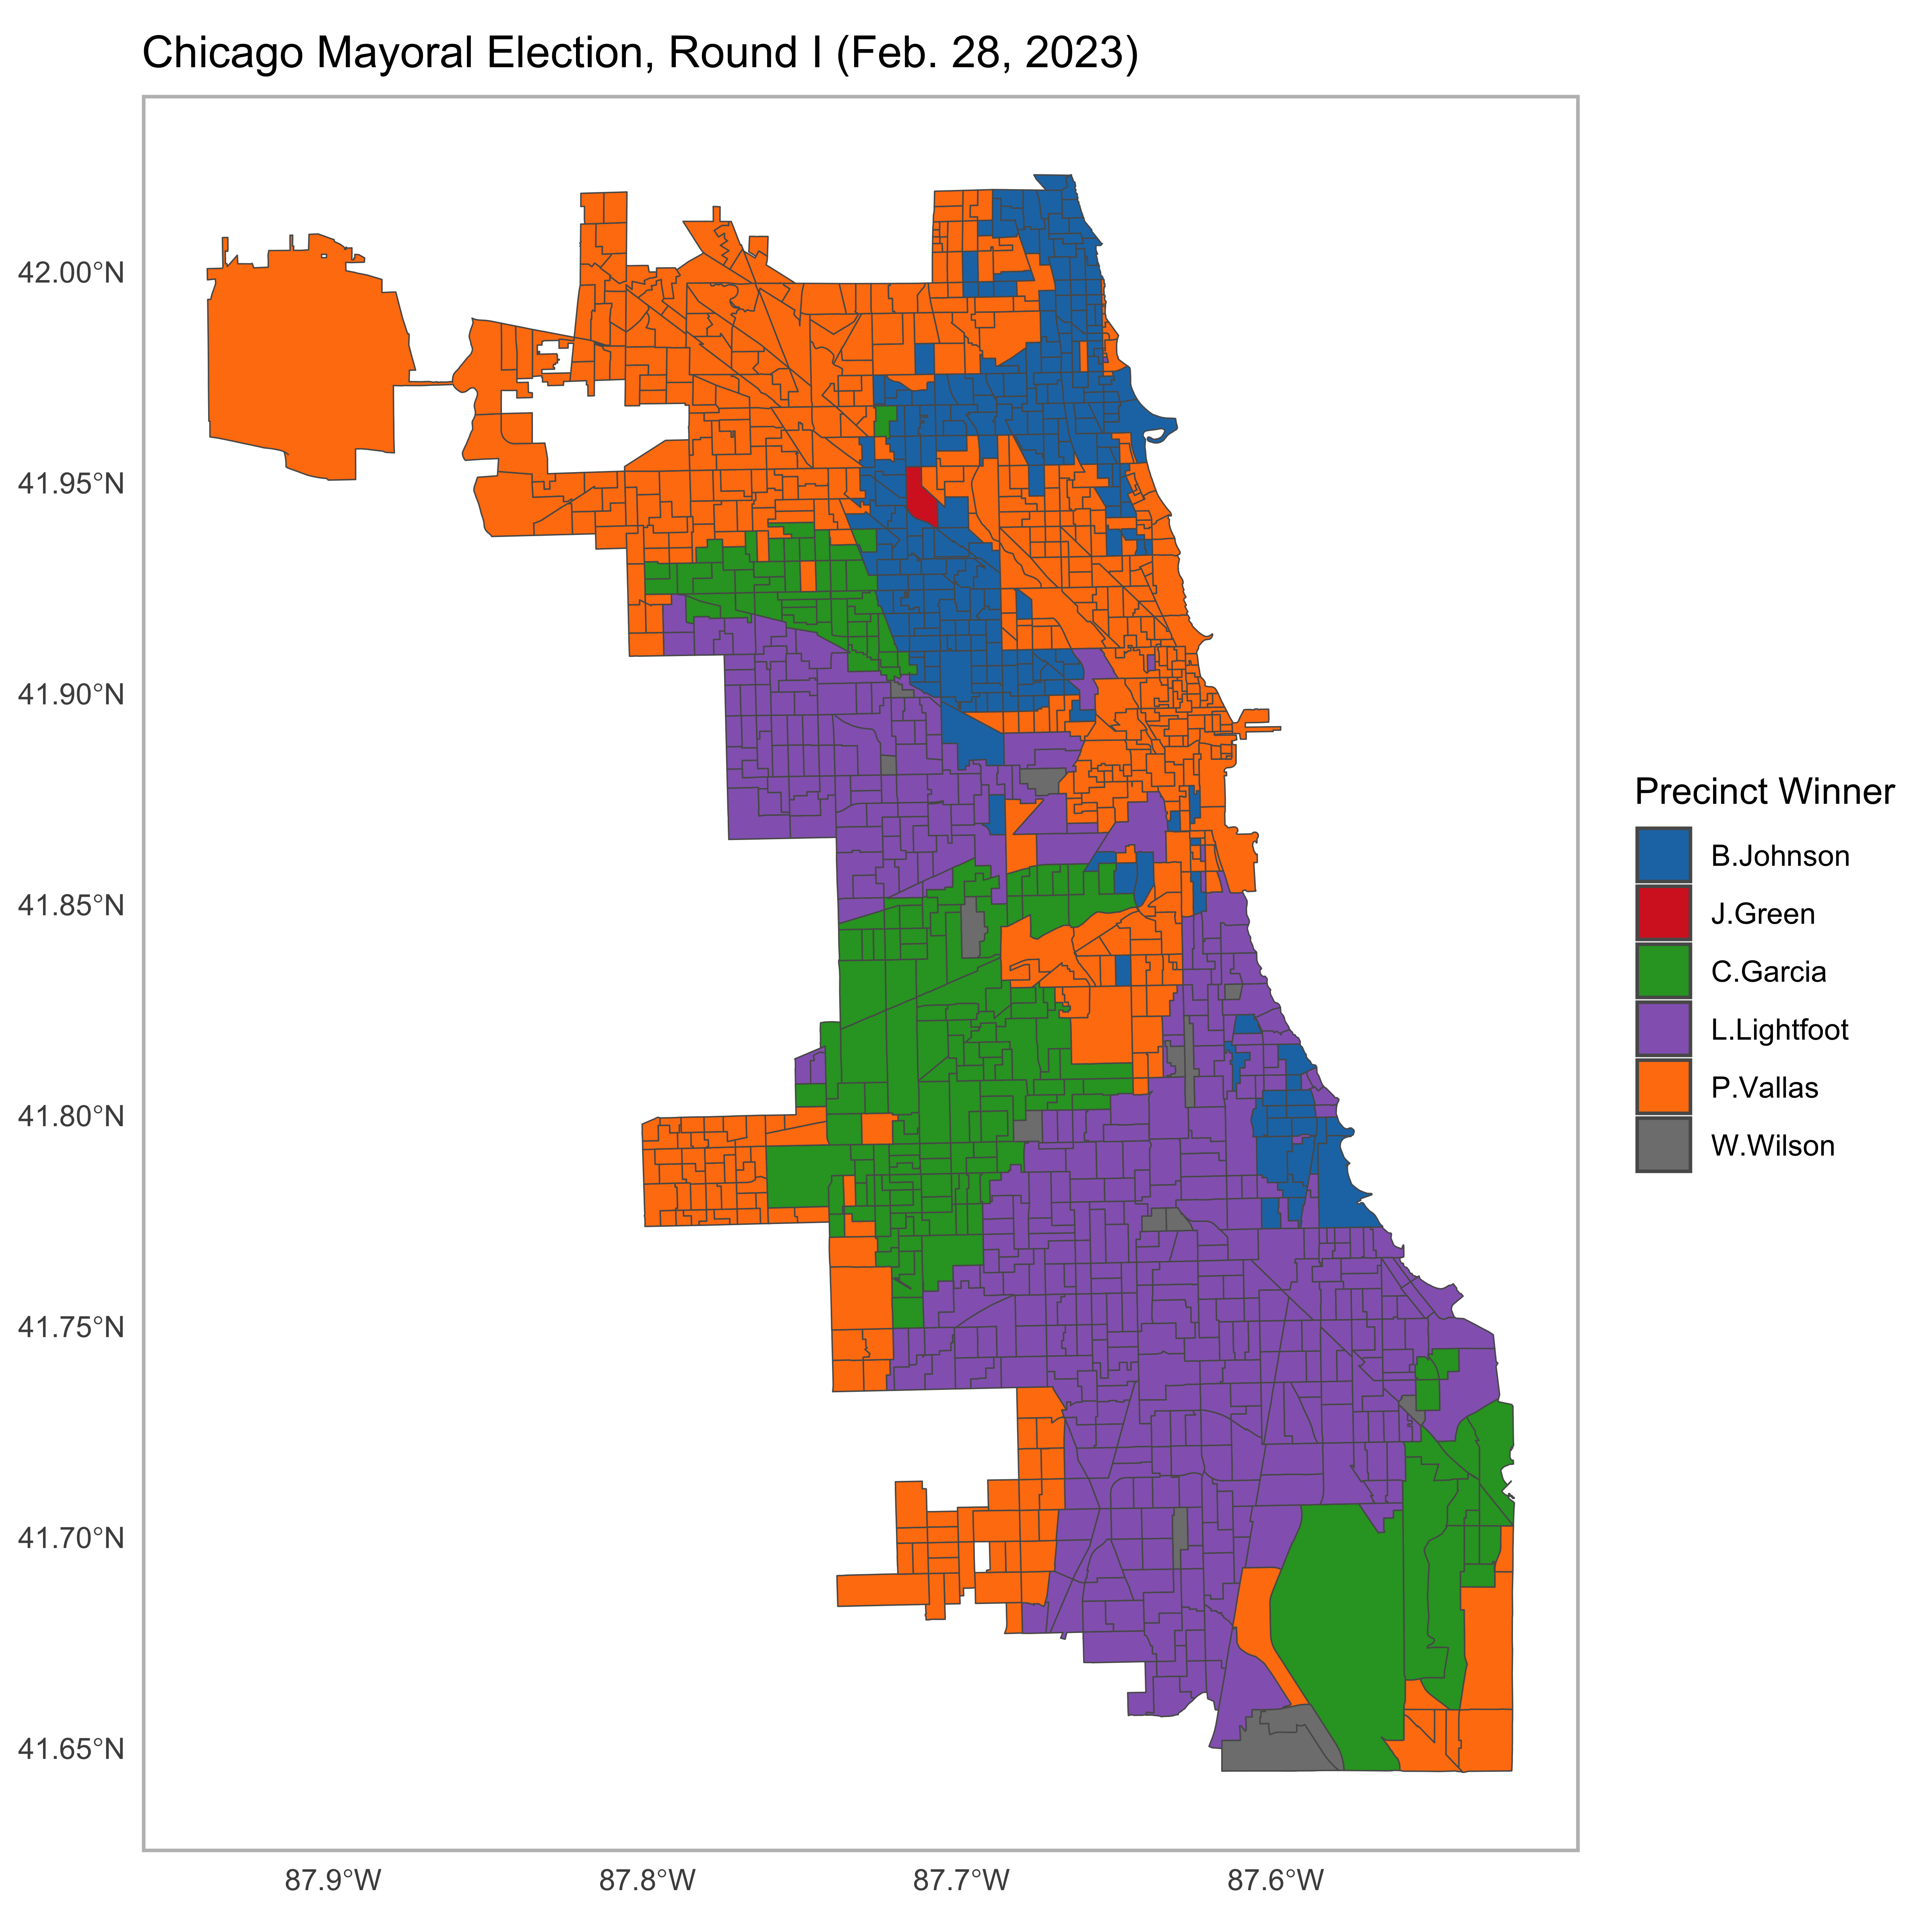 Chicago Mayoral Election, Round I (Feb. 28, 2023)
42.00°N
41.95°N
41.90°N
41.85°N
41.80°N
41.75°N
41.70°N
41.65°N
87.9°W
87.8°W
87.7°W
87.6°W
Precinct Winner
B.Johnson
J.Green
C.Garcia
L.Lightfoot
P.Vallas
W.Wilson